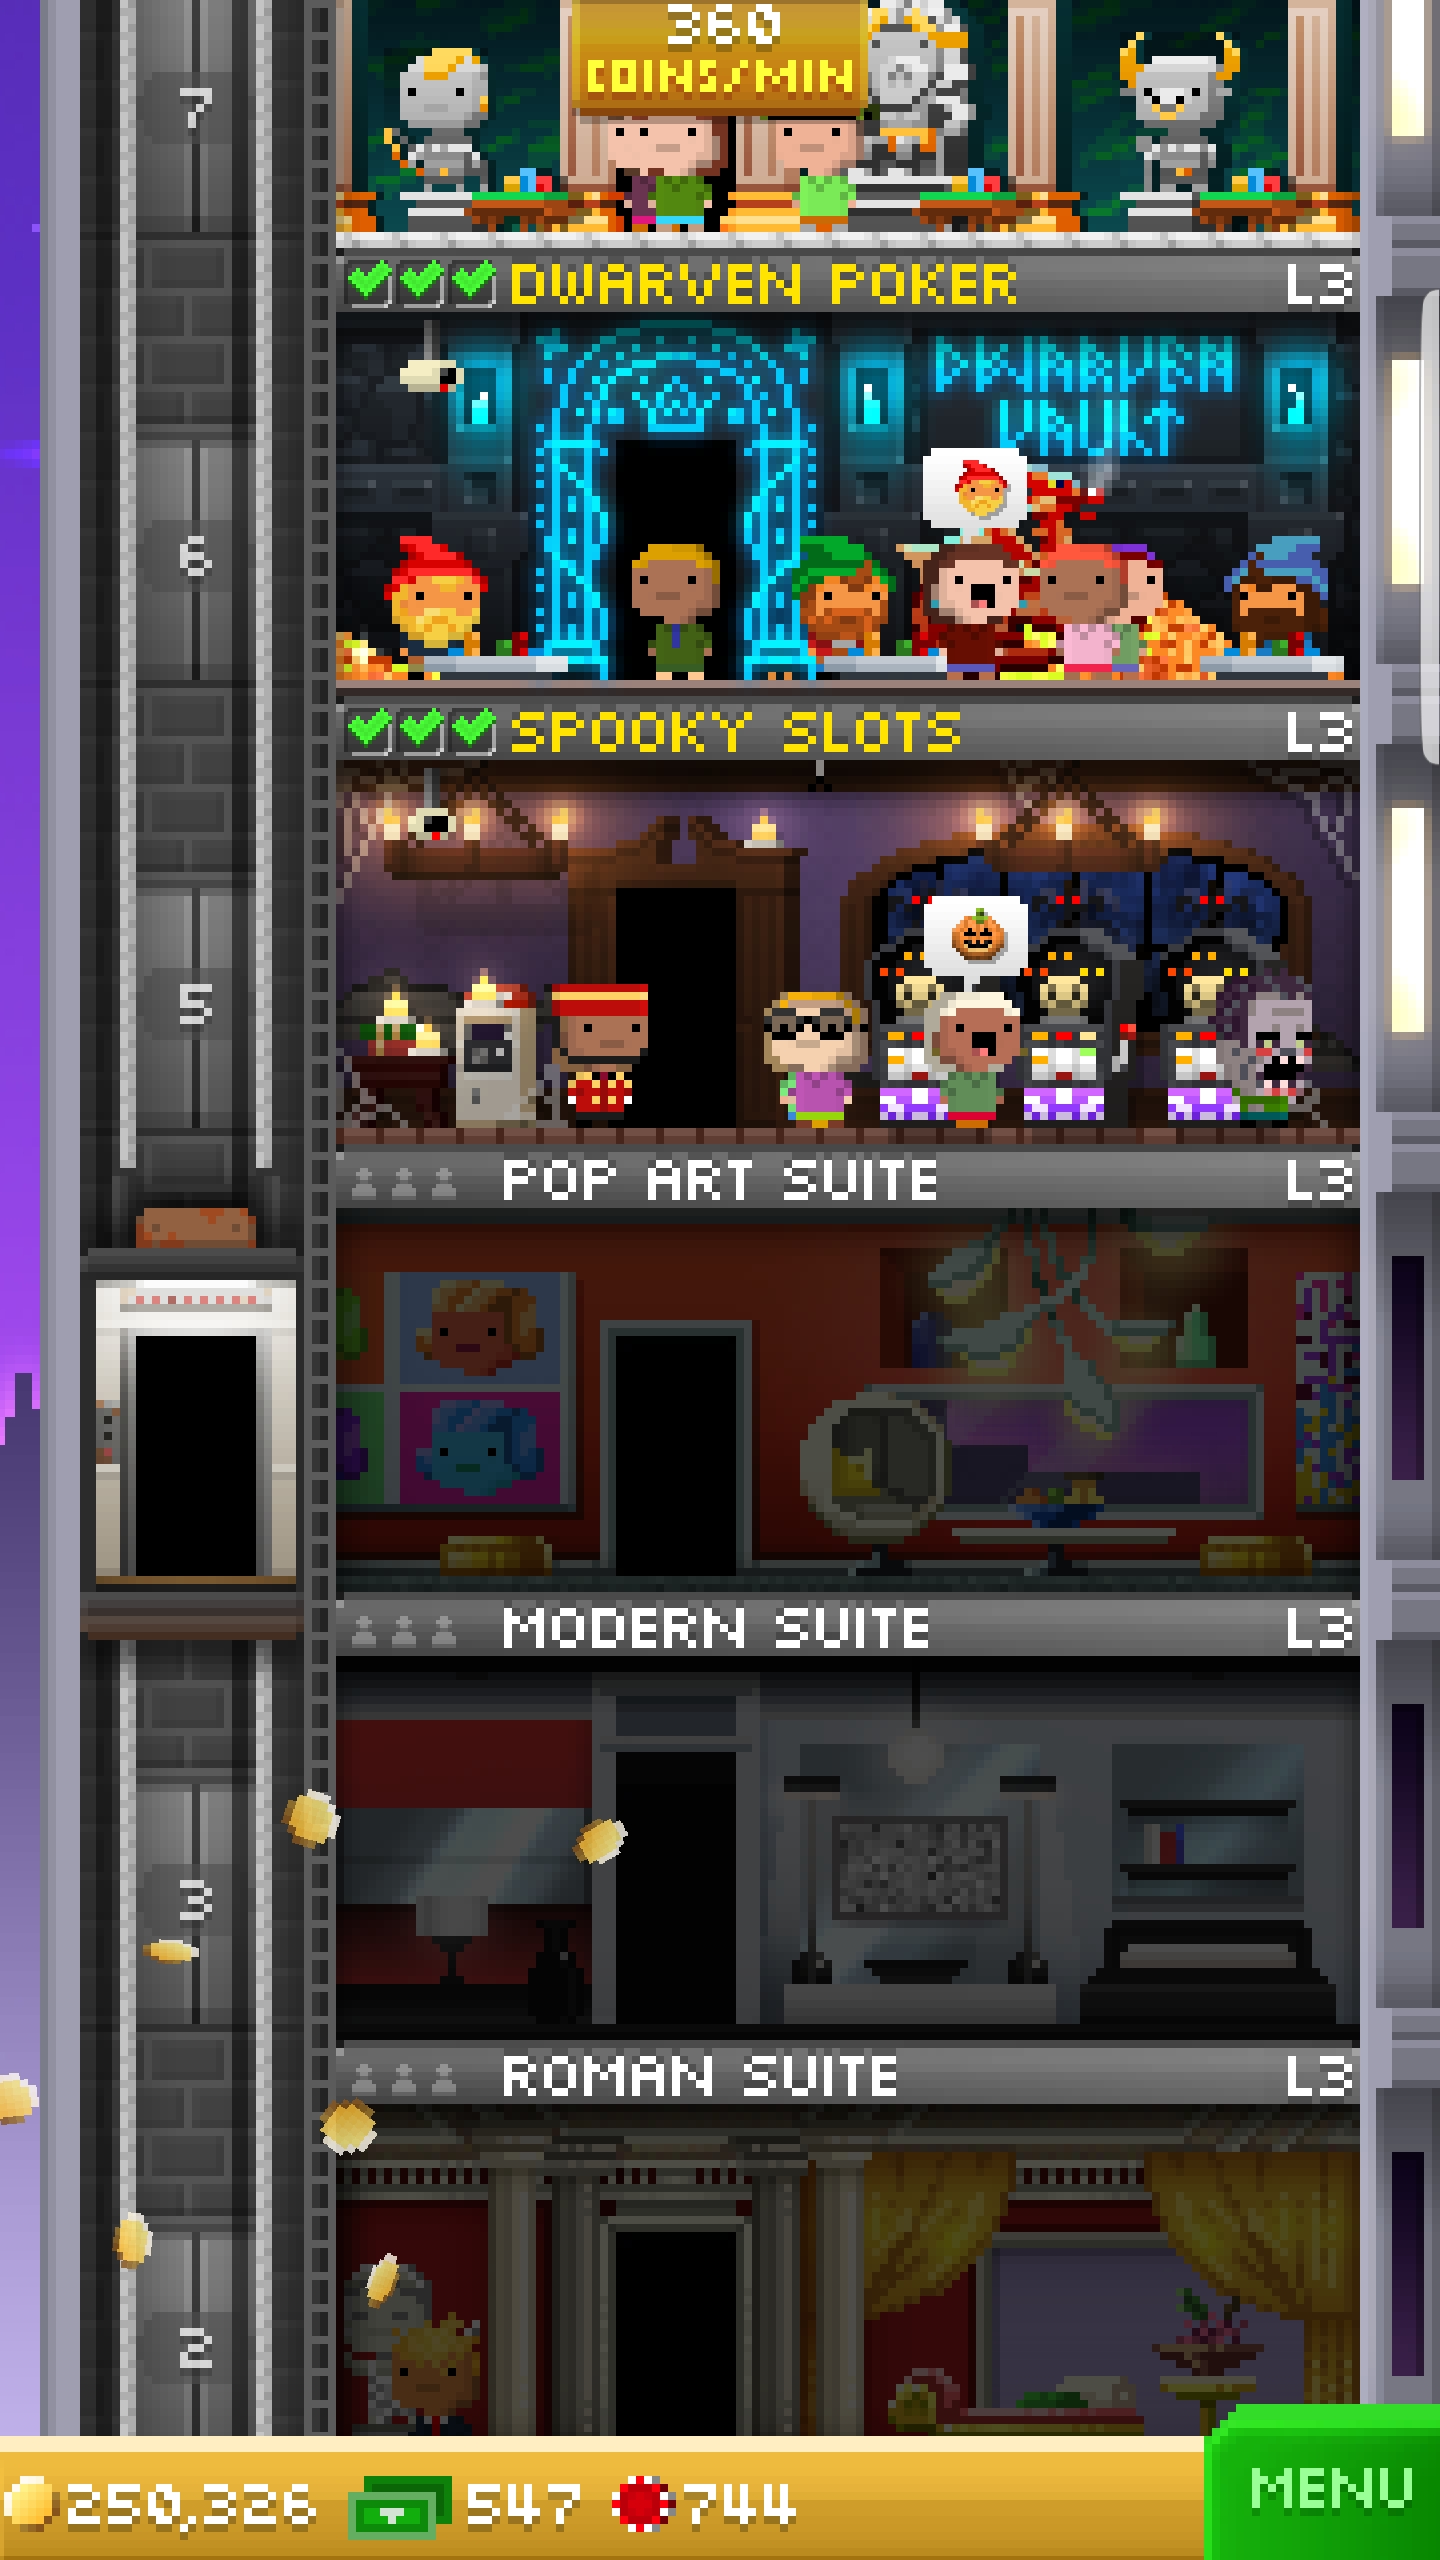 360
COINS/MIN
7
DWARVEN POKER L3
DWARVEN
VAULT
6
SPOOKY SLOTS L3
5
POP ART SUITE L3
MODERN SUITE L3
3
ROMAN SUITE L3
2
250,326 547 744
MENU